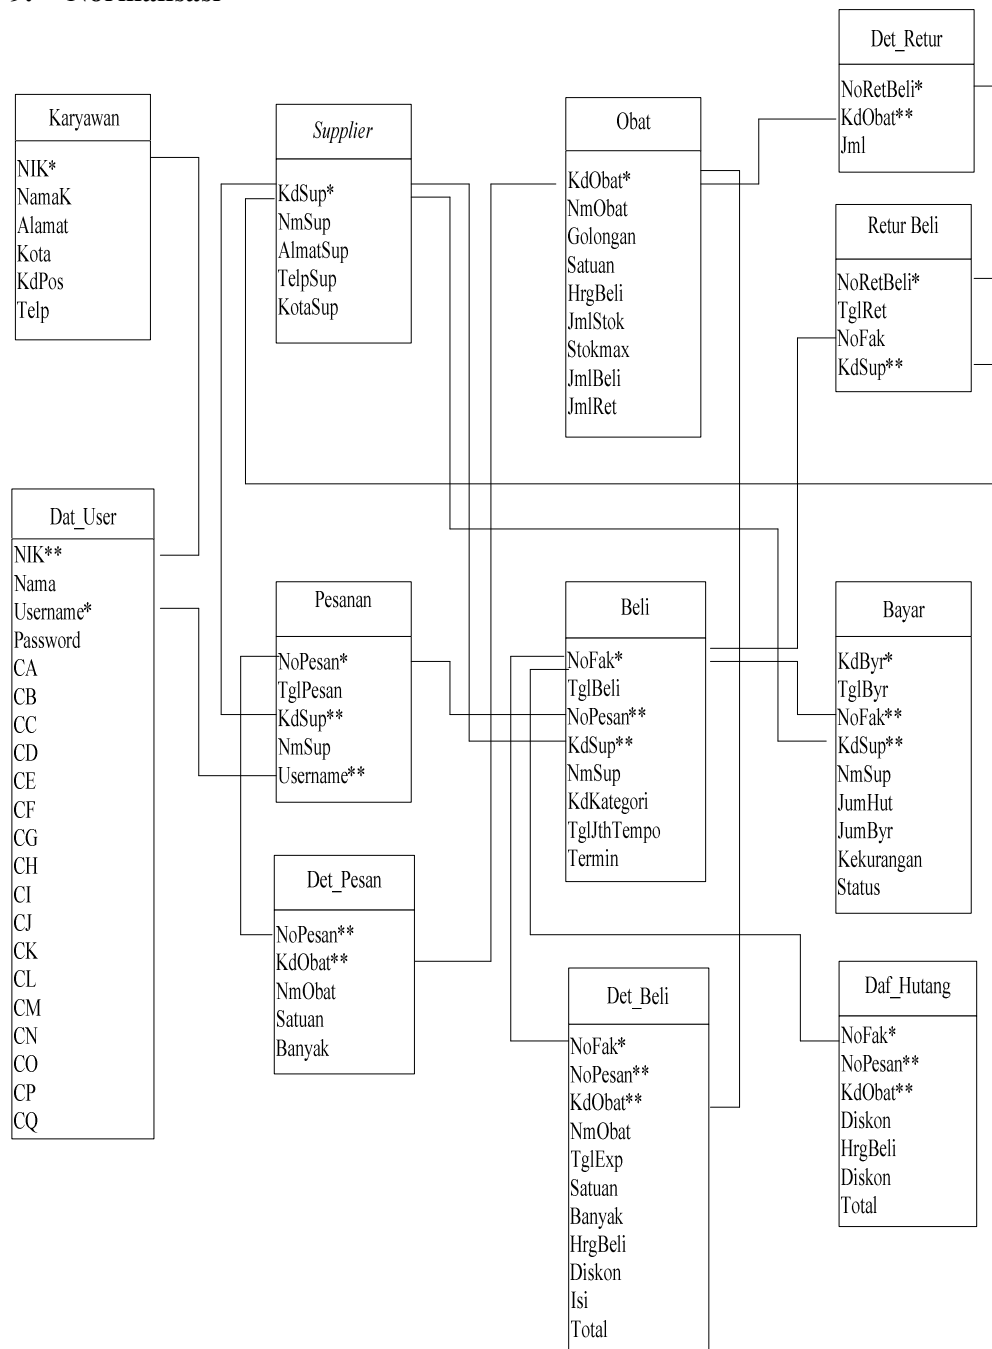 9. Normalisasi
Karyawan
NIK*
NamaK
Alamat
Kota
KdPos
Telp
Supplier
KdSup*
NmSup
AlmatSup
TelpSup
KotaSup
Obat
KdObat*
NmObat
Golongan
Satuan
HrgBeli
JmlStok
Stokmax
JmlBeli
JmlRet
Det_Retur
NoRetBeli*
KdObat**
Jml
Retur Beli
NoRetBeli*
TglRet
NoFak
KdSup**
Dat_User
NIK**
Nama
Username*
Password
CA
CB
CC
CD
CE
CF
CG
CH
CI
CJ
CK
CL
CM
CN
CO
CP
CQ
Pesanan
NoPesan*
TglPesan
KdSup**
NmSup
Username**
Beli
NoFak*
TglBeli
NoPesan**
KdSup**
NmSup
KdKategori
TglJthTempo
Termin
Bayar
KdByr*
TglByr
NoFak**
KdSup**
NmSup
JumHut
JumByr
Kekurangan
Status
Det_Pesan
NoPesan**
KdObat**
NmObat
Satuan
Banyak
Det_Beli
NoFak*
NoPesan**
KdObat**
NmObat
TglExp
Satuan
Banyak
HrgBeli
Diskon
Isi
Total
Daf_Hutang
NoFak*
NoPesan**
KdObat**
Diskon
HrgBeli
Diskon
Total